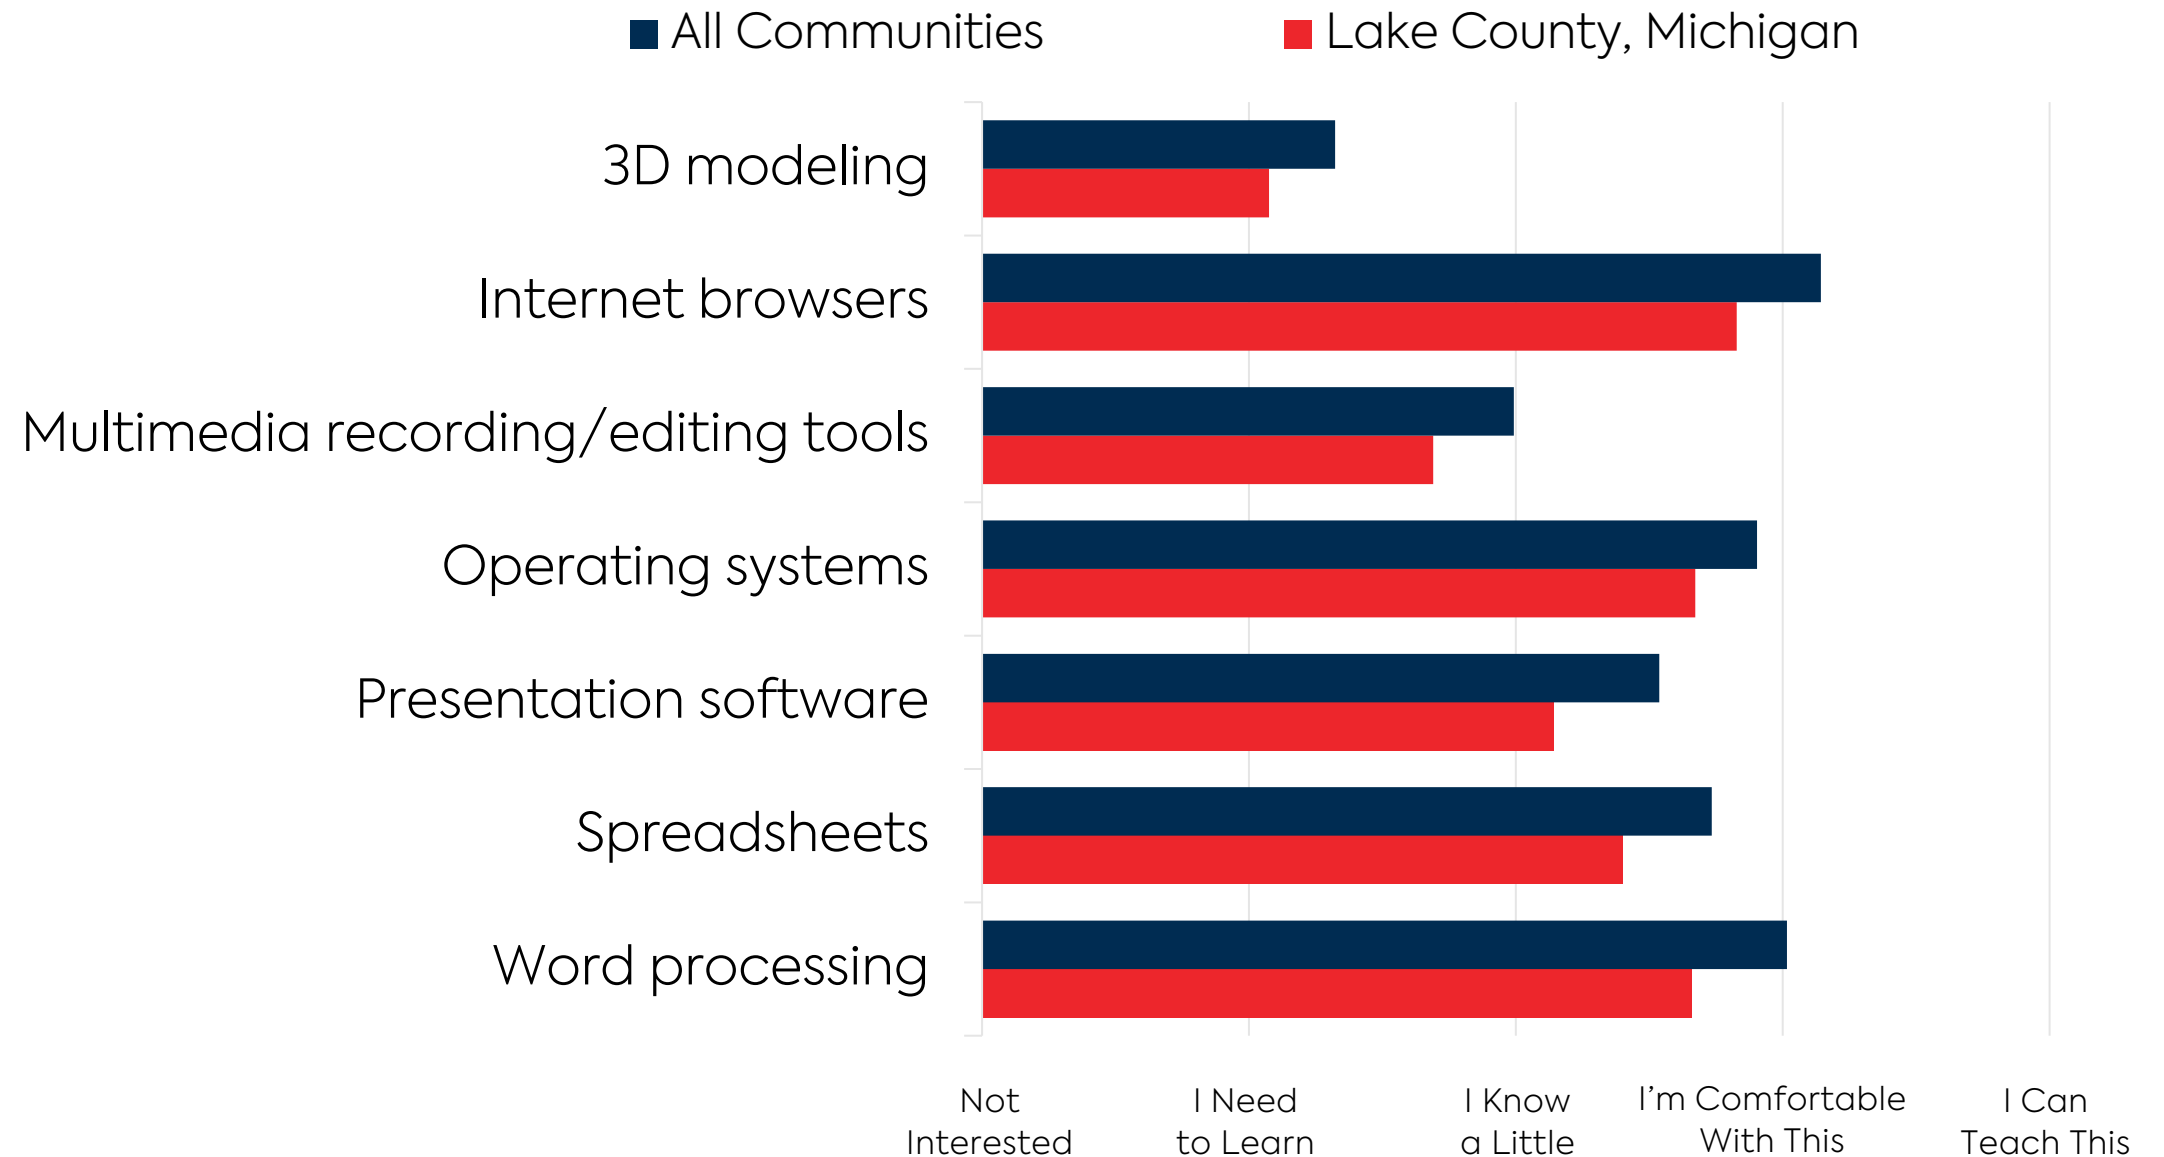 All Communities
Lake County, Michigan
3D modeling
Internet browsers
Multimedia recording/editing tools
Operating systems
Presentation software
Spreadsheets
Word processing
Not
Interested
I Need
to Learn
I Know
a Little
I’m Comfortable
With This
I Can
Teach This